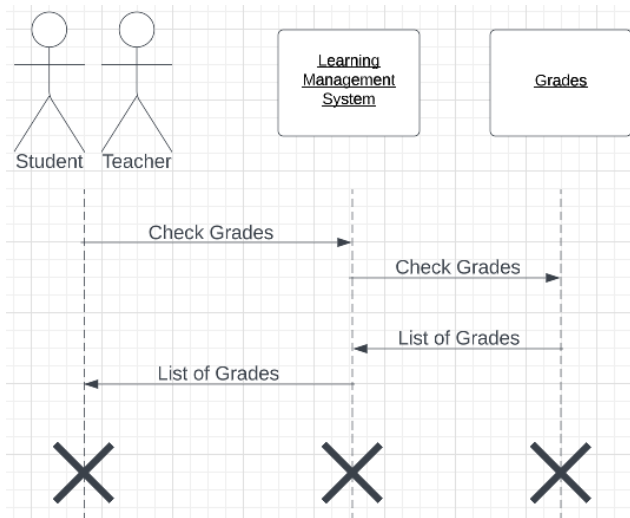 Learning
Management
System
Grades
Student
Teacher
Check Grades
Check Grades
List of Grades
List of Grades